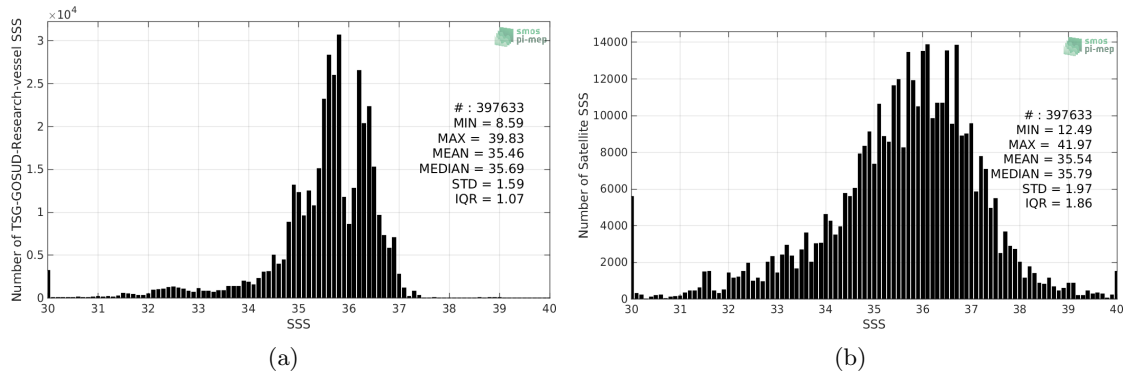 ×10⁴
Number of TSG-GOSUD-Research-vessel SSS
3
2.5
2
1.5
1
0.5
0
30 31 32 33 34 35 36 37 38 39 40
SSS
smos
pi-mep
# : 397633
MIN = 8.59
MAX = 39.83
MEAN = 35.46
MEDIAN = 35.69
STD = 1.59
IQR = 1.07
(a)
Number of Satellite SSS
14000
12000
10000
8000
6000
4000
2000
0
30 31 32 33 34 35 36 37 38 39 40
SSS
smos
pi-mep
# : 397633
MIN = 12.49
MAX = 41.97
MEAN = 35.54
MEDIAN = 35.79
STD = 1.97
IQR = 1.86
(b)